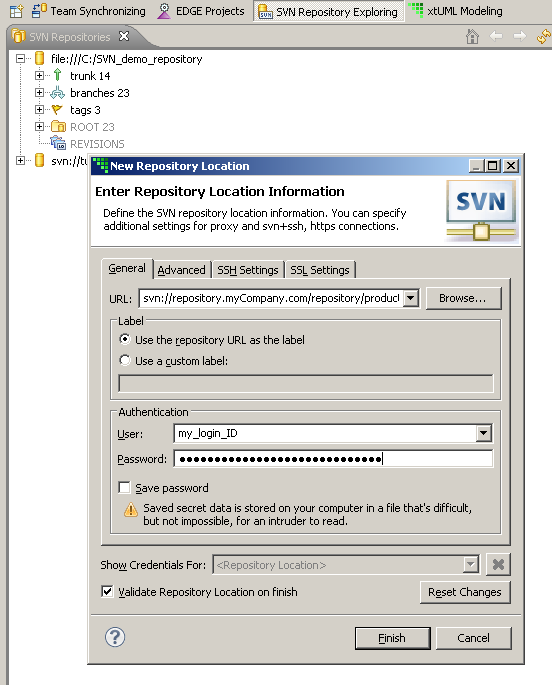 Team Synchronizing
EDGE Projects
SVN Repository Exploring
xtUML Modeling
SVN Repositories
file:///C:/SVN_demo_repository
trunk 14
branches 23
tags 3
ROOT 23
REVISIONS
svn://tu
New Repository Location
Enter Repository Location Information
SVN
Define the SVN repository location information. You can specify
additional settings for proxy and svn+ssh, https connections.
General
Advanced
SSH Settings
SSL Settings
URL:
svn://repository.myCompany.com/repository/product
Browse...
Label
Use the repository URL as the label
Use a custom label:
Authentication
User:
my_login_ID
Password:
●●●●●●●●●●●●●●●●●●●●●●●●●●●●●
Save password
Saved secret data is stored on your computer in a file that's difficult,
but not impossible, for an intruder to read.
Show Credentials For:
<Repository Location>
Validate Repository Location on finish
Reset Changes
Finish
Cancel